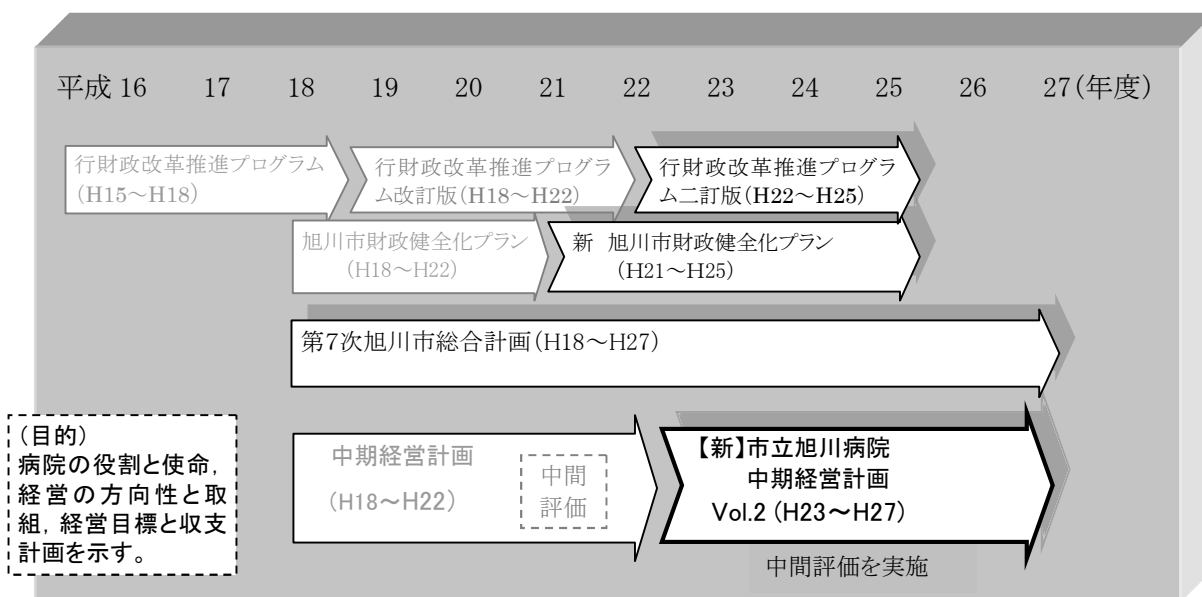 平成 16 17 18 19 20 21 22 23 24 25 26 27(年度)
行財政改革推進プログラム
(H15～H18)
行財政改革推進プログラ
ム改訂版(H18～H22)
行財政改革推進プログラ
ム二訂版(H22～H25)
旭川市財政健全化プラン
(H18～H22)
新 旭川市財政健全化プラン
(H21～H25)
第7次旭川市総合計画(H18～H27)
(目的)
病院の役割と使命,
経営の方向性と取
組, 経営目標と収支
計画を示す。
中期経営計画
(H18～H22)
中間
評価
【新】市立旭川病院
中期経営計画
Vol.2 (H23～H27)
中間評価を実施